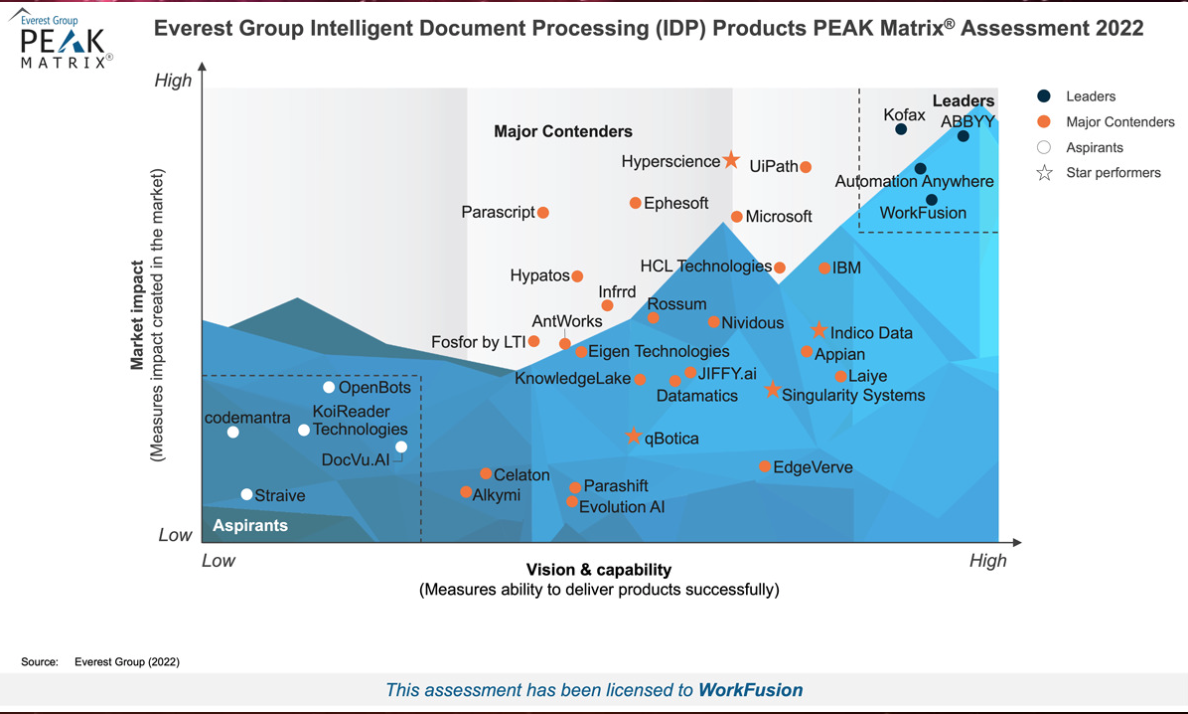 Everest Group
PEAK
MATRIX®
Everest Group Intelligent Document Processing (IDP) Products PEAK Matrix® Assessment 2022
High
Market impact
(Measures impact created in the market)
Low
Major Contenders
Leaders
Kofax
ABBYY
Hyperscience
UiPath
Automation Anywhere
WorkFusion
Parascript
Ephesoft
Microsoft
HCL Technologies
IBM
Hypatos
Infrrd
Rossum
AntWorks
Nividous
Indico Data
Fosfor by LTI
Eigen Technologies
Appian
KnowledgeLake
JIFFY.ai
Laiye
Datamatics
Singularity Systems
OpenBots
codemantra
KoiReader
Technologies
DocVu.AI
qBotica
EdgeVerve
Celaton
Alkymi
Parashift
Evolution AI
Straive
Aspirants
Low
High
Vision & capability
(Measures ability to deliver products successfully)
Leaders
Major Contenders
Aspirants
Star performers
Source: Everest Group (2022)
This assessment has been licensed to WorkFusion